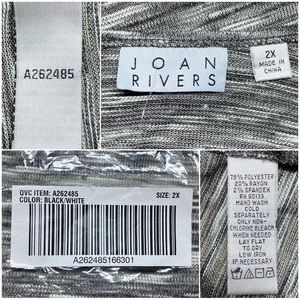 A262485
JOAN
RIVERS
2X
MADE IN
CHINA
QVC ITEM: A262485
COLOR: BLACK/WHITE
SIZE: 2X
A262485166301
78% POLYESTER
20% RAYON
2% SPANDEX
RN 90133
HAND WASH
COLD
SEPARATELY
ONLY NON-
CHLORINE BLEACH
WHEN NEEDED
LAY FLAT
TO DRY
LOW IRON
IF NECESSARY